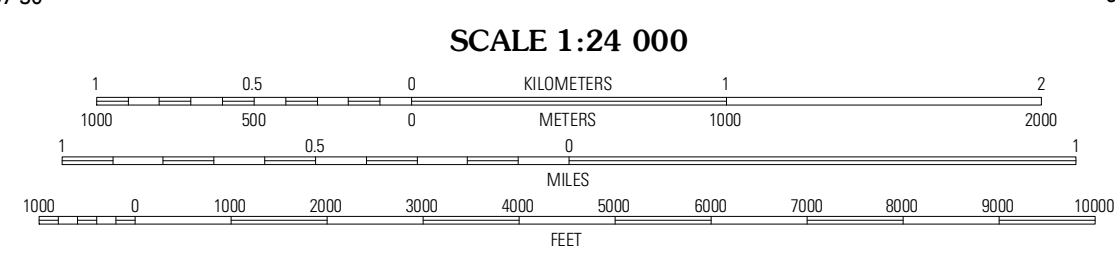 SCALE 1:24 000
1 0.5 0 KILOMETERS 1 2
1000 500 0 METERS 1000 2000
1 0.5 0 1
MILES
1000 0 1000 2000 3000 4000 5000 6000 7000 8000 9000 10000
FEET